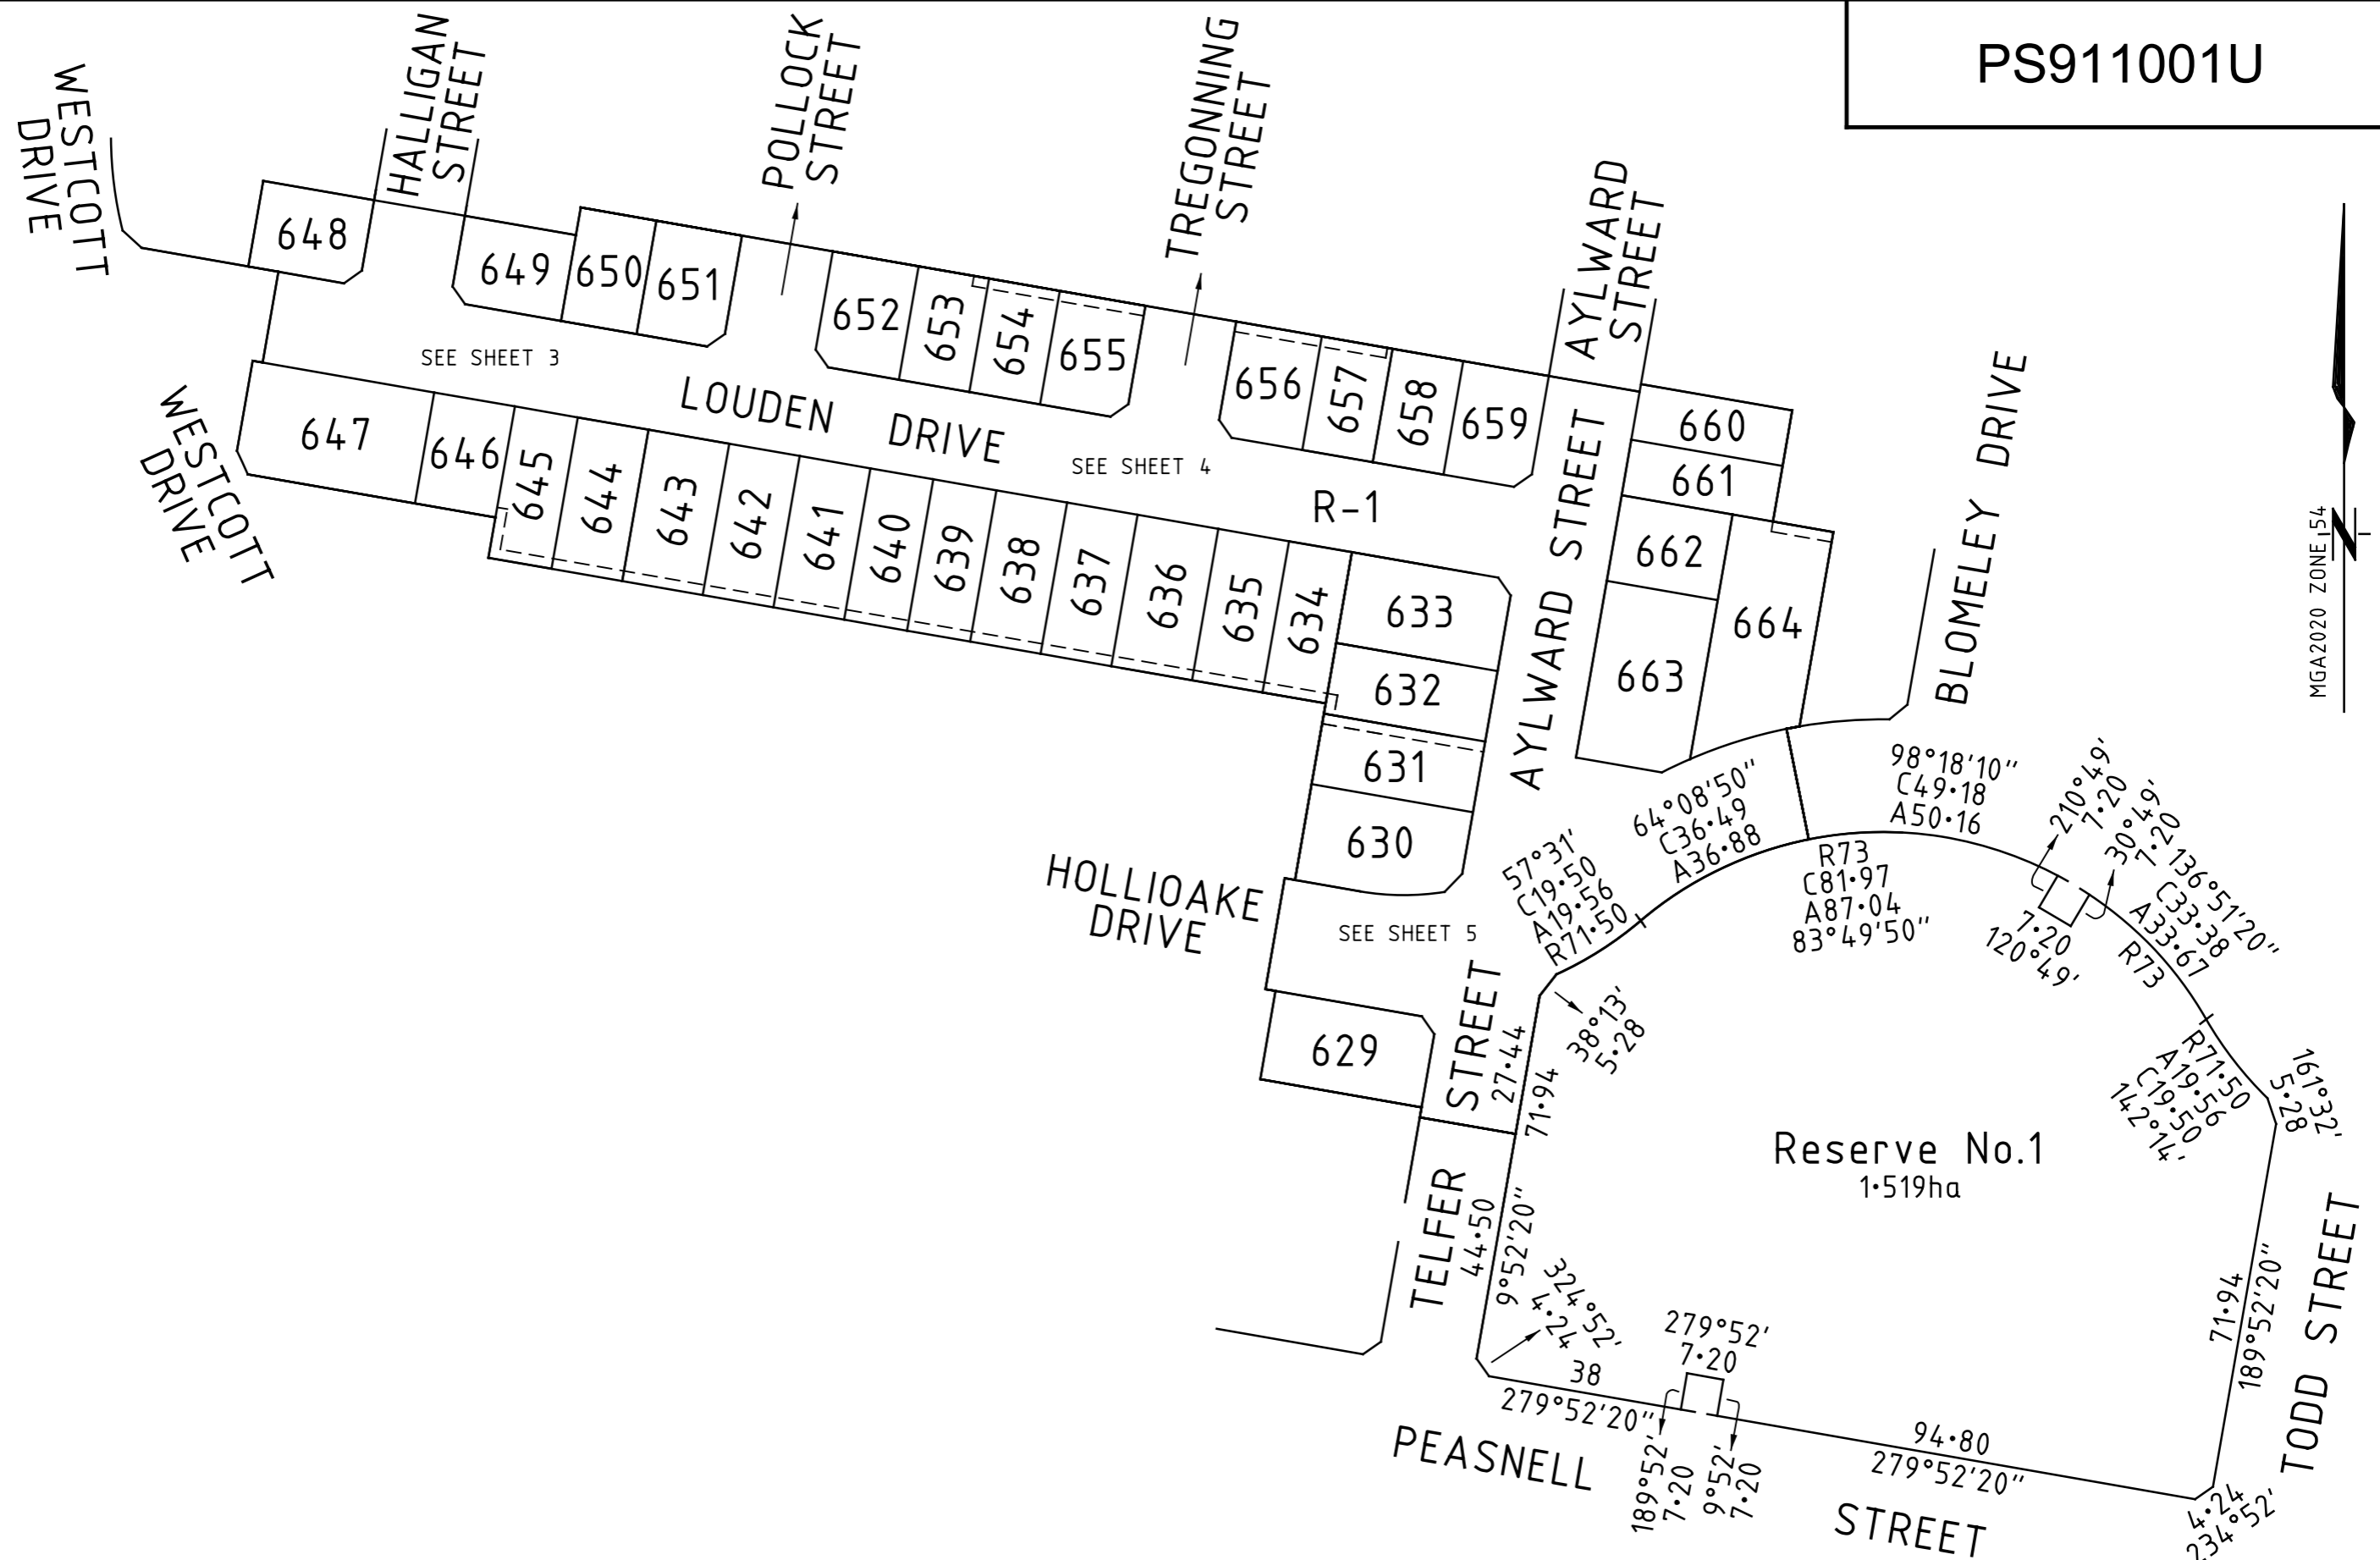 PS911001U
WESTCOTT
DRIVE
HALLIGAN
STREET
POLLOCK
STREET
TREGONNING
STREET
AYLWARD
STREET
648
649
650
651
652
653
654
655
656
657
658
659
660
661
662
663
664
SEE SHEET 3
LOUDEN DRIVE
SEE SHEET 4
R-1
WESTCOTT
DRIVE
647
646
645
644
643
642
641
640
639
638
637
636
635
634
633
632
631
630
AYLWARD STREET
BLOMELEY DRIVE
MGA2020 ZONE 54
N
HOLLIOAKE
DRIVE
SEE SHEET 5
629
TELFER STREET
57°31'
C19·50
A19·56
R71·50
64°08'50"
C36·49
A36·88
98°18'10"
C49·18
A50·16
R73
C81·97
A87·04
83°49'50"
210°49'
7·20
30°49'
7·20
7·20
120°49'
136°51'20"
C33·38
A33·67
R73
R71·50
A19·56
C19·50
142°14'
161°32'
5·28
38°13'
5·28
27·44
71·94
44·50
9°52'20"
Reserve No.1
1·519ha
324°52'
4·24
279°52'
7·20
38
279°52'20"
189°52'
7·20
9°52'
7·20
94·80
279°52'20"
71·94
189°52'20"
4·24
234°52'
TODD STREET
PEASNELL STREET